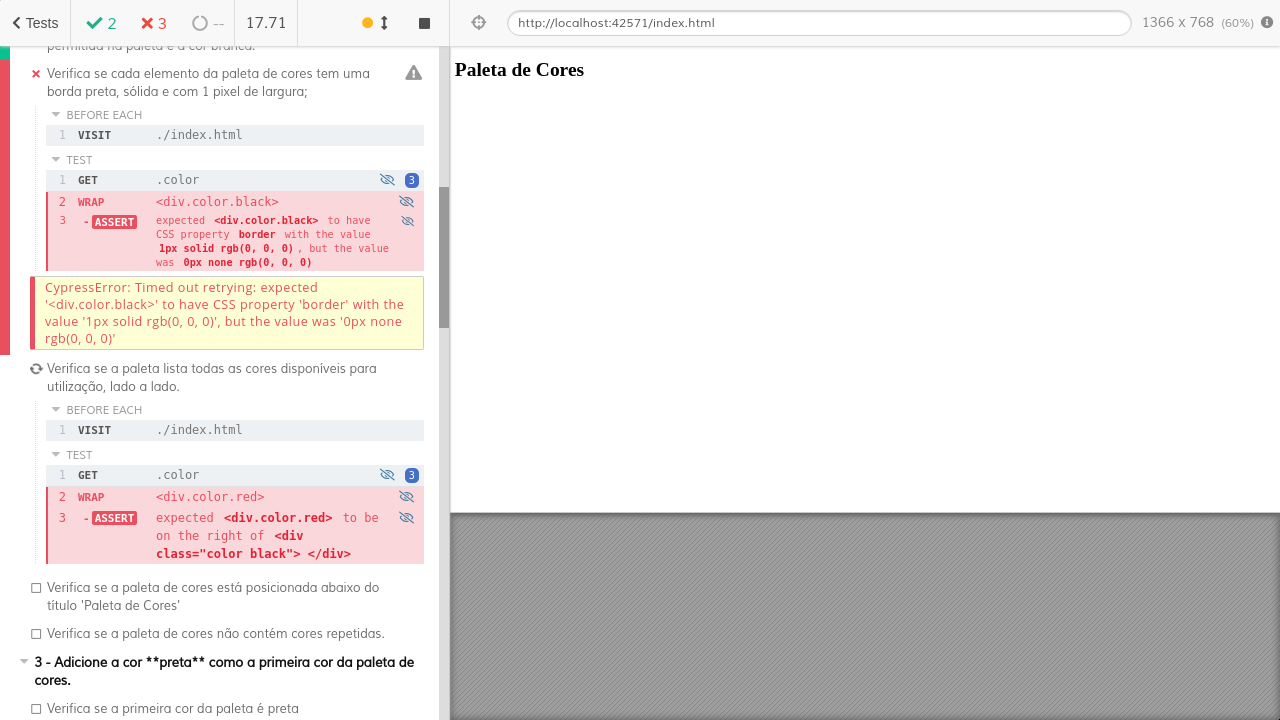 Tests
2
3
--
17.71
http://localhost:42571/index.html
1366 x 768 (60%)
permitida na paleta é a cor branca.
Verifica se cada elemento da paleta de cores tem uma
borda preta, sólida e com 1 pixel de largura;
BEFORE EACH
1 VISIT ./index.html
TEST
1 GET .color 3
2 WRAP <div.color.black>
3 - ASSERT expected <div.color.black> to have
CSS property border with the value
1px solid rgb(0, 0, 0) , but the value
was 0px none rgb(0, 0, 0)
CypressError: Timed out retrying: expected
'<div.color.black>' to have CSS property 'border' with the
value '1px solid rgb(0, 0, 0)', but the value was '0px none
rgb(0, 0, 0)'
Verifica se a paleta lista todas as cores disponíveis para
utilização, lado a lado.
BEFORE EACH
1 VISIT ./index.html
TEST
1 GET .color 3
2 WRAP <div.color.red>
3 - ASSERT expected <div.color.red> to be
on the right of <div
class="color black"> </div>
Verifica se a paleta de cores está posicionada abaixo do
título 'Paleta de Cores'
Verifica se a paleta de cores não contém cores repetidas.
3 - Adicione a cor **preta** como a primeira cor da paleta de
cores.
Verifica se a primeira cor da paleta é preta
Paleta de Cores